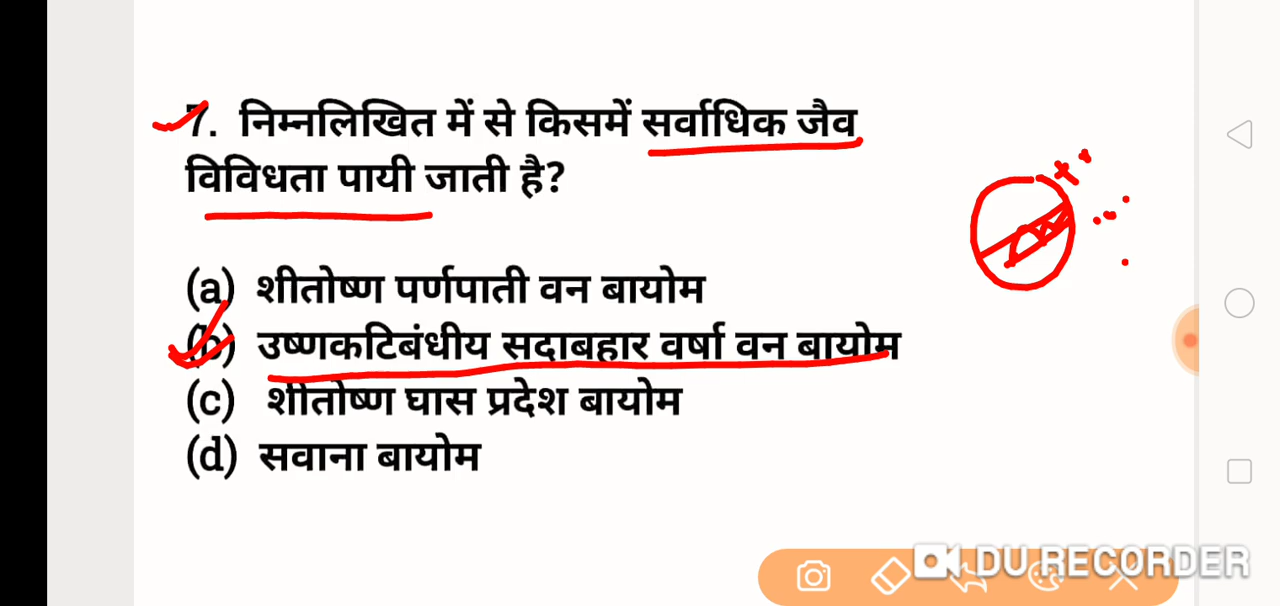 7. निम्नलिखित में से किसमें सर्वाधिक जैव
विविधता पायी जाती है?
(a) शीतोष्ण पर्णपाती वन बायोम
(b) उष्णकटिबंधीय सदाबहार वर्षा वन बायोम
(c) शीतोष्ण घास प्रदेश बायोम
(d) सवाना बायोम
DU RECORDER